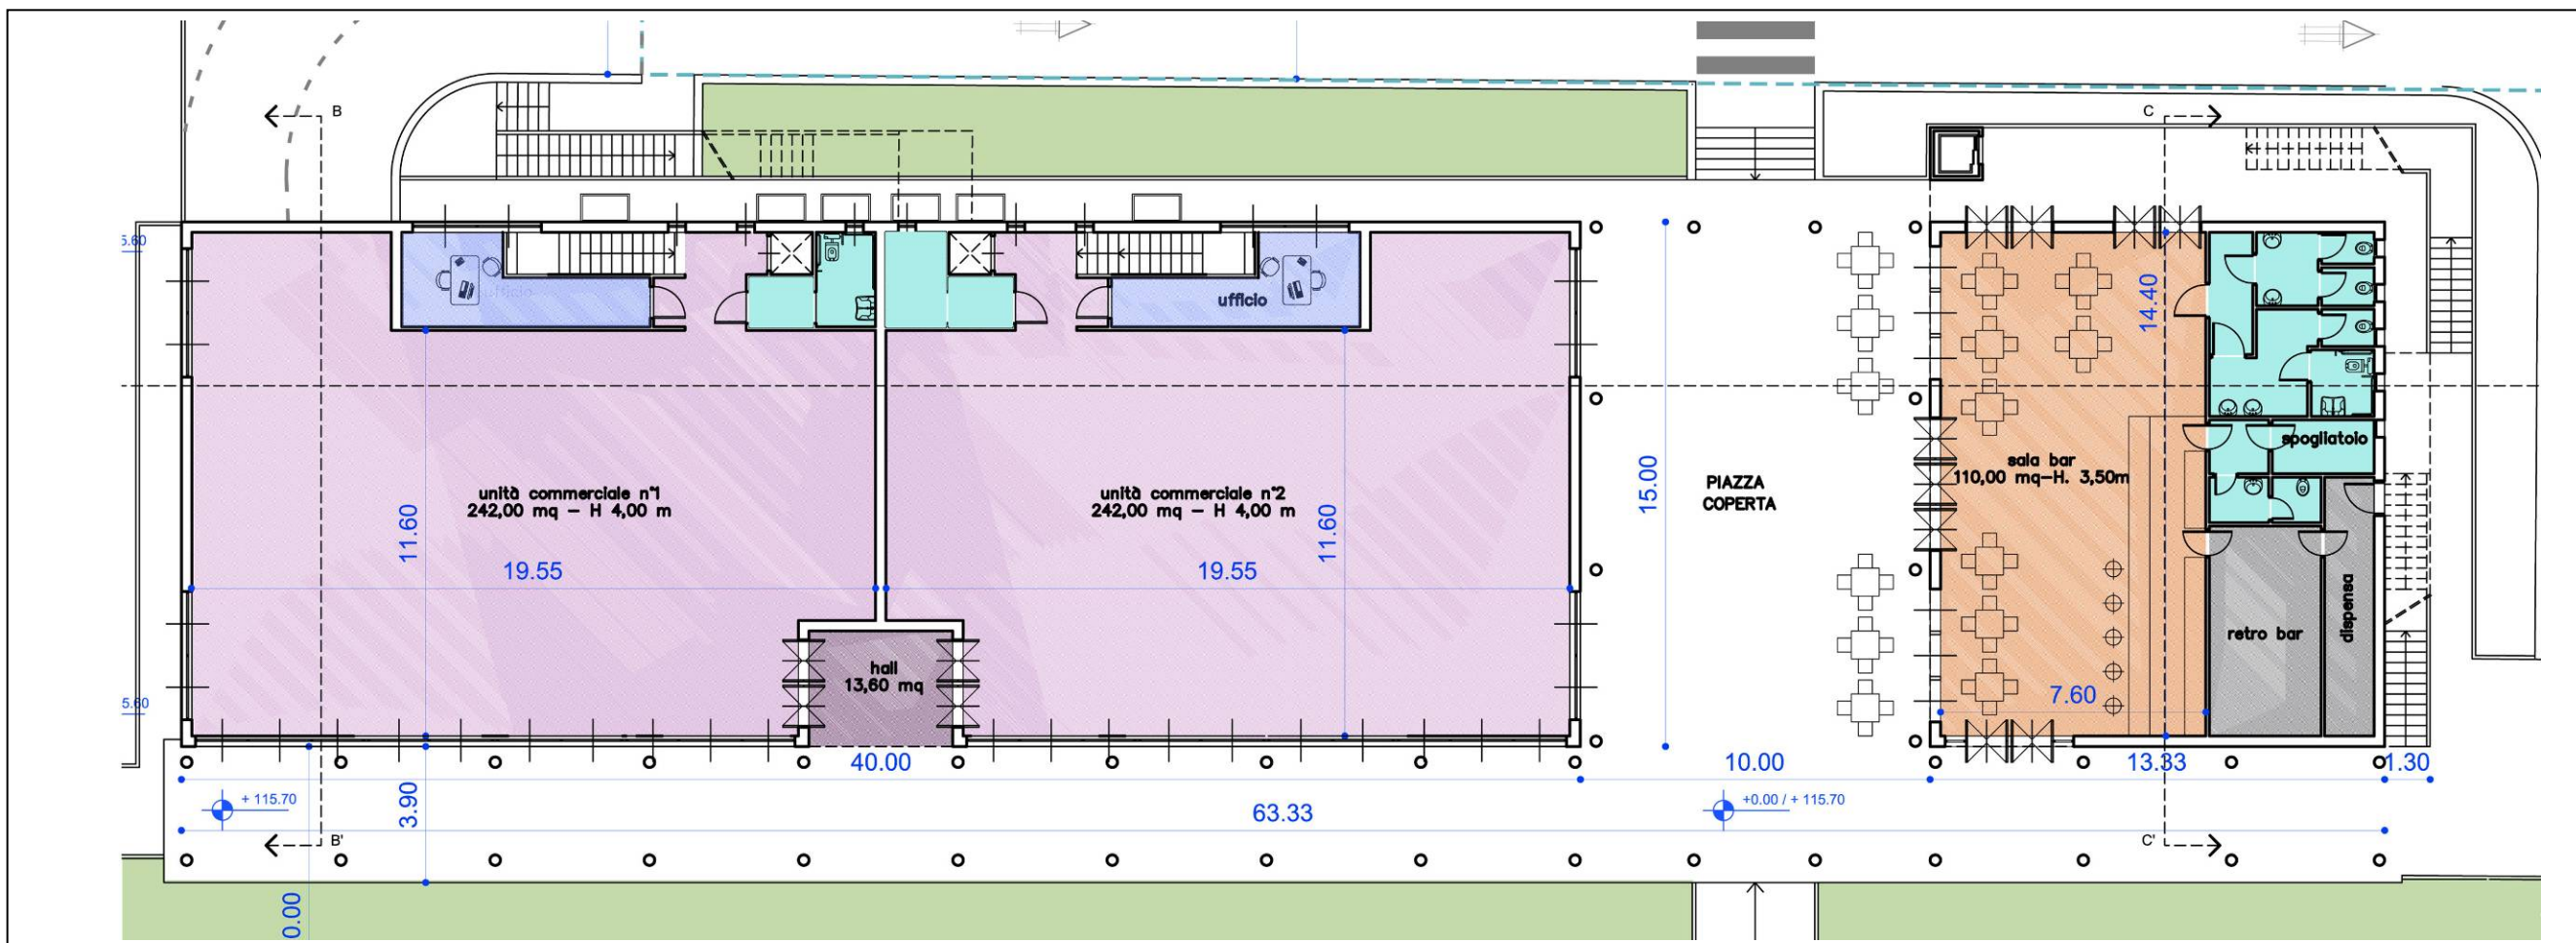 B
C
5.60
14.40
ufficio
ufficio
spogliatoio
sala bar
110,00 mq-H. 3,50m
15.00
PIAZZA
COPERTA
unità commerciale n°1
242,00 mq - H 4,00 m
unità commerciale n°2
242,00 mq - H 4,00 m
11.60
11.60
19.55
19.55
dispensa
retro bar
hall
13,60 mq
7.60
5.60
40.00
10.00
13.33
1.30
+ 115.70
3.90
63.33
+0.00 / + 115.70
B'
C'
0.00